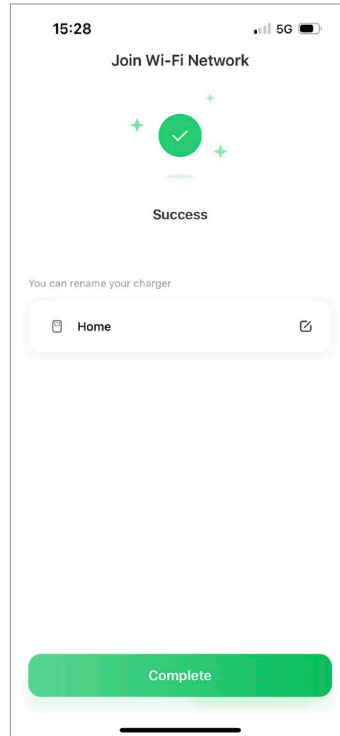 15:28
5G
Join Wi-Fi Network
Success
You can rename your charger
Home
Complete